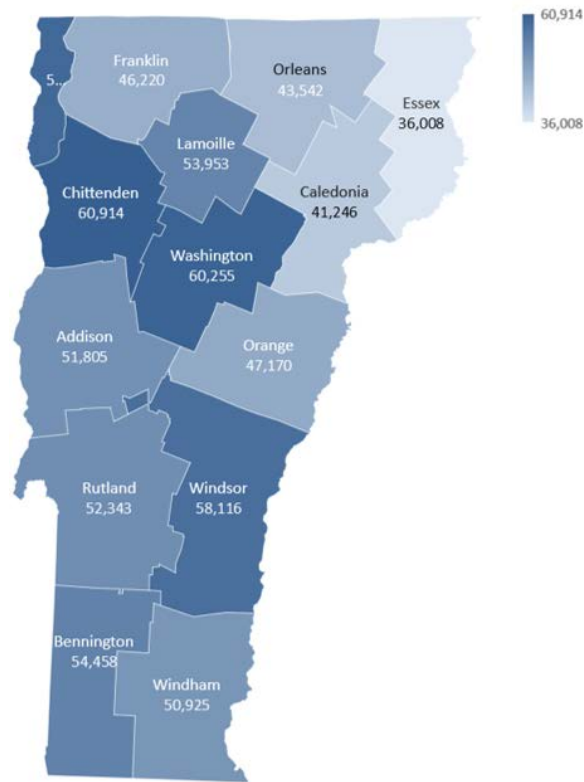 60,914
36,008
Franklin
46,220
Orleans
43,542
Essex
36,008
5...
Lamoille
53,953
Chittenden
60,914
Caledonia
41,246
Washington
60,255
Addison
51,805
Orange
47,170
Rutland
52,343
Windsor
58,116
Bennington
54,458
Windham
50,925